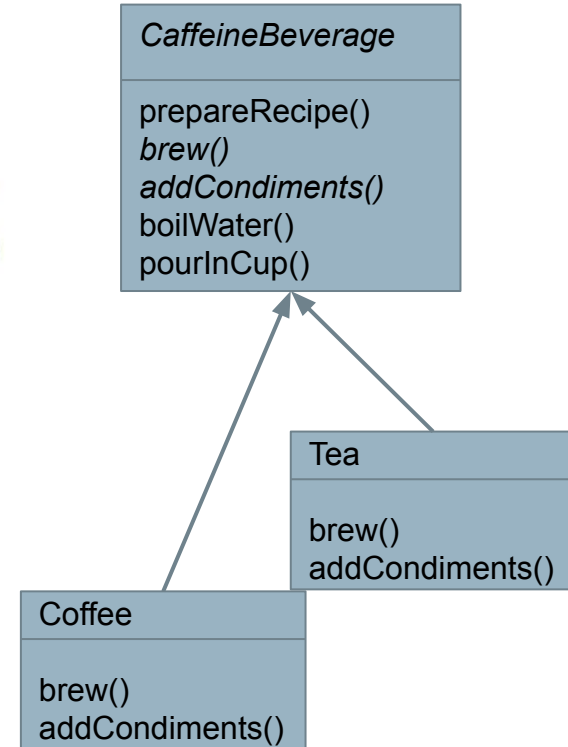 CaffeineBeverage
prepareRecipe()
brew()
addCondiments()
boilWater()
pourInCup()
Tea
brew()
addCondiments()
Coffee
brew()
addCondiments()